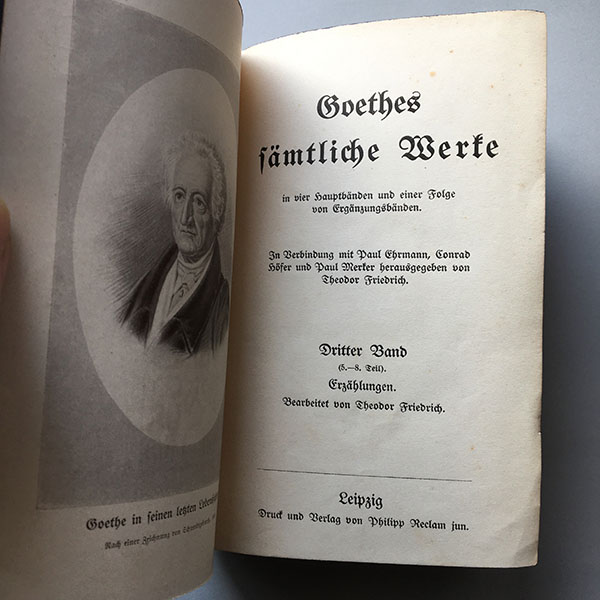 Goethe in seinen letzten
Nach einer Zeichnung von
Goethes
sämtliche Werke
in vier Hauptbänden und einer Folge
von Ergänzungsbänden.
In Verbindung mit Paul Ehrmann, Conrad
Höfer und Paul Merker herausgegeben von
Theodor Friedrich.
Dritter Band
(5.—8. Teil).
Erzählungen.
Bearbeitet von Theodor Friedrich.
Leipzig
Druck und Verlag von Philipp Reclam jun.